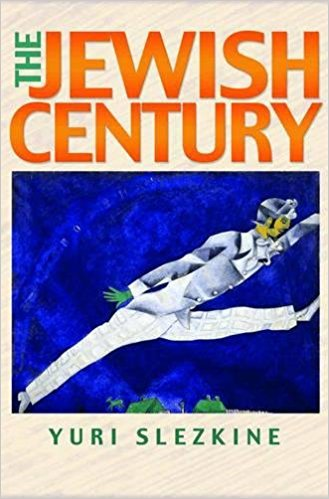 THE
JEWISH
CENTURY
YURI SLEZKINE